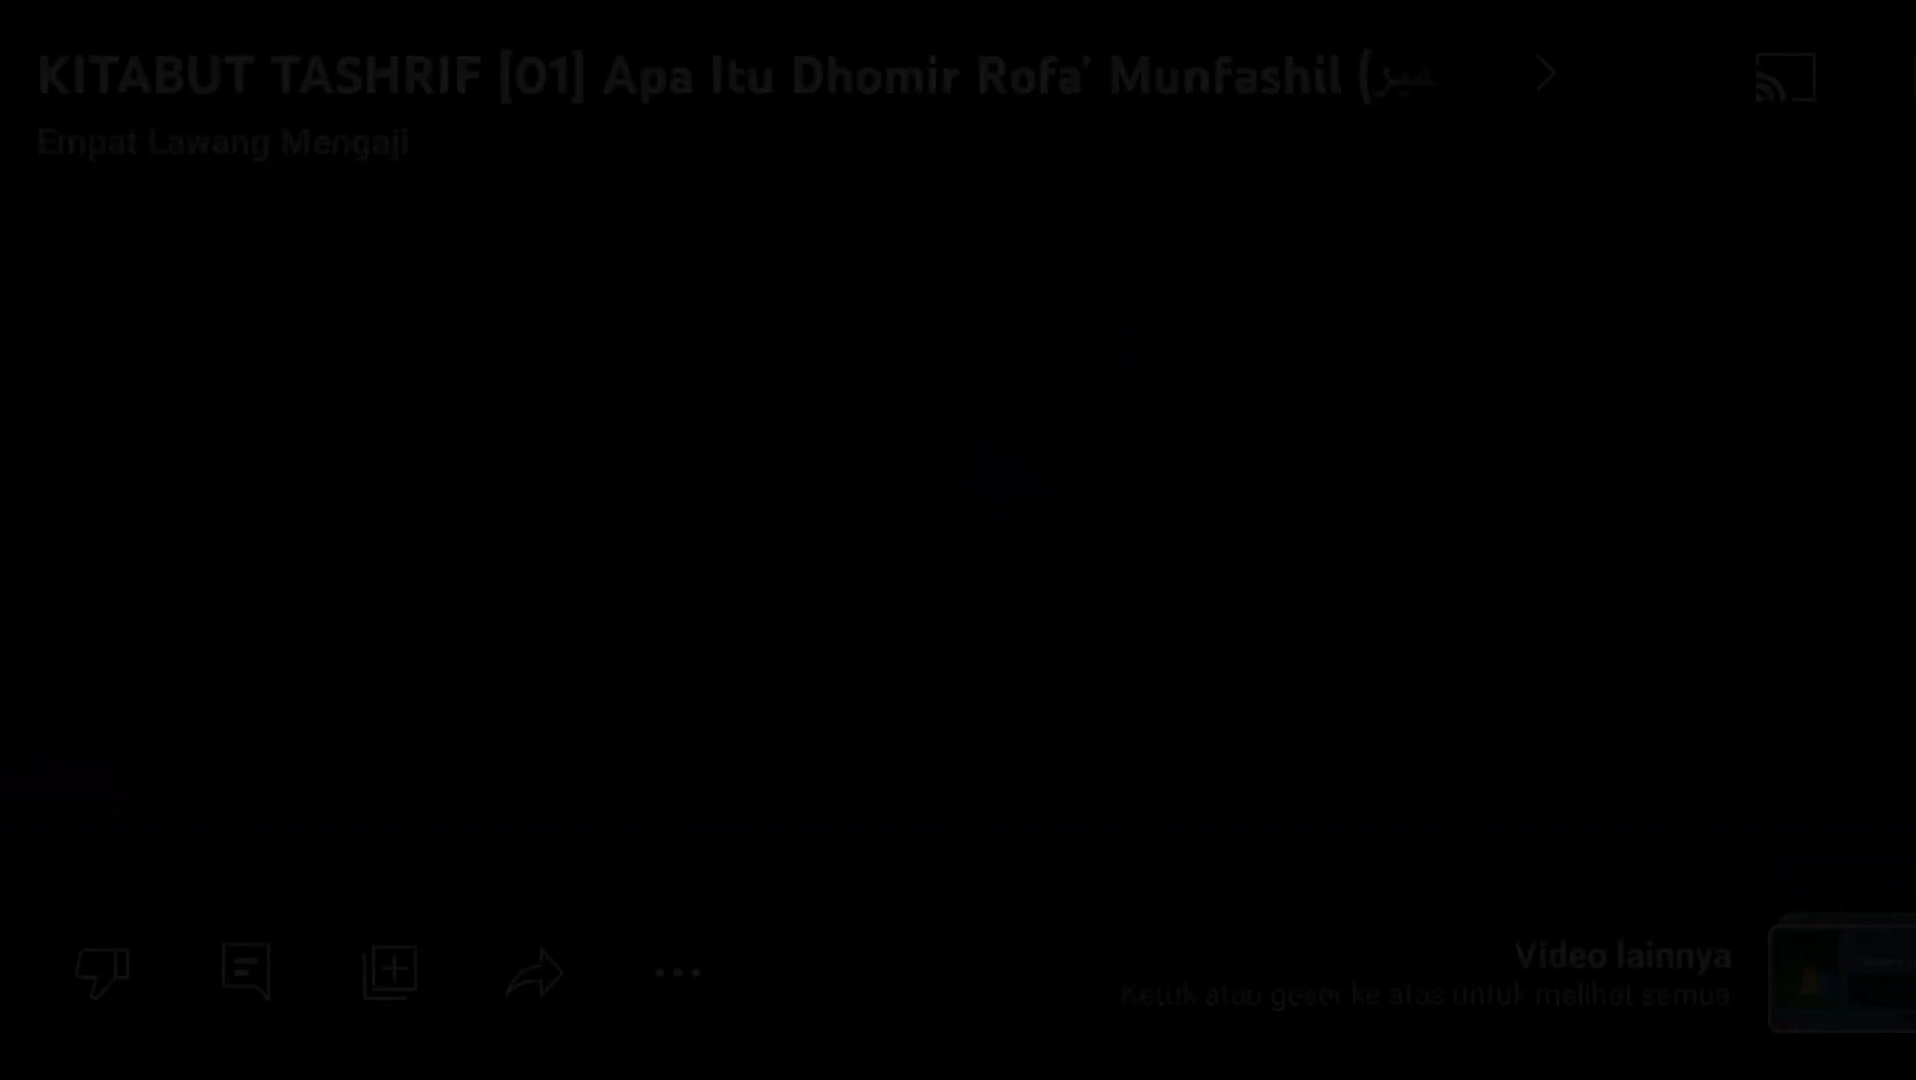 KITABUT TASHRIF [01] Apa Itu Dhomir Rofa' Munfashil (
Empat Lawang Mengaji
Video lainnya
Ketuk atau geser ke atas untuk melihat semua